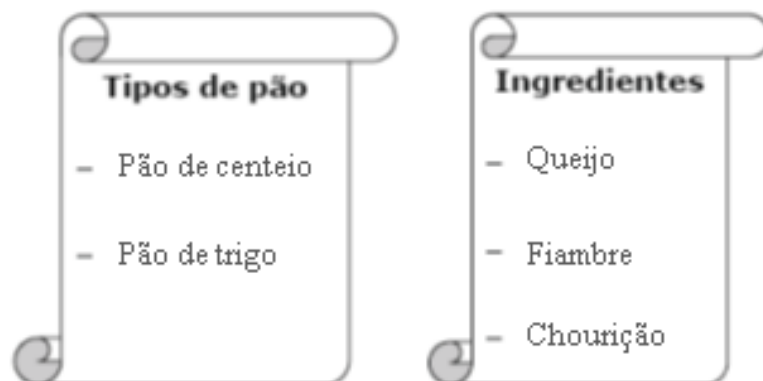 Tipos de pão
– Pão de centeio
– Pão de trigo
Ingredientes
– Queijo
– Fiambre
– Chourição